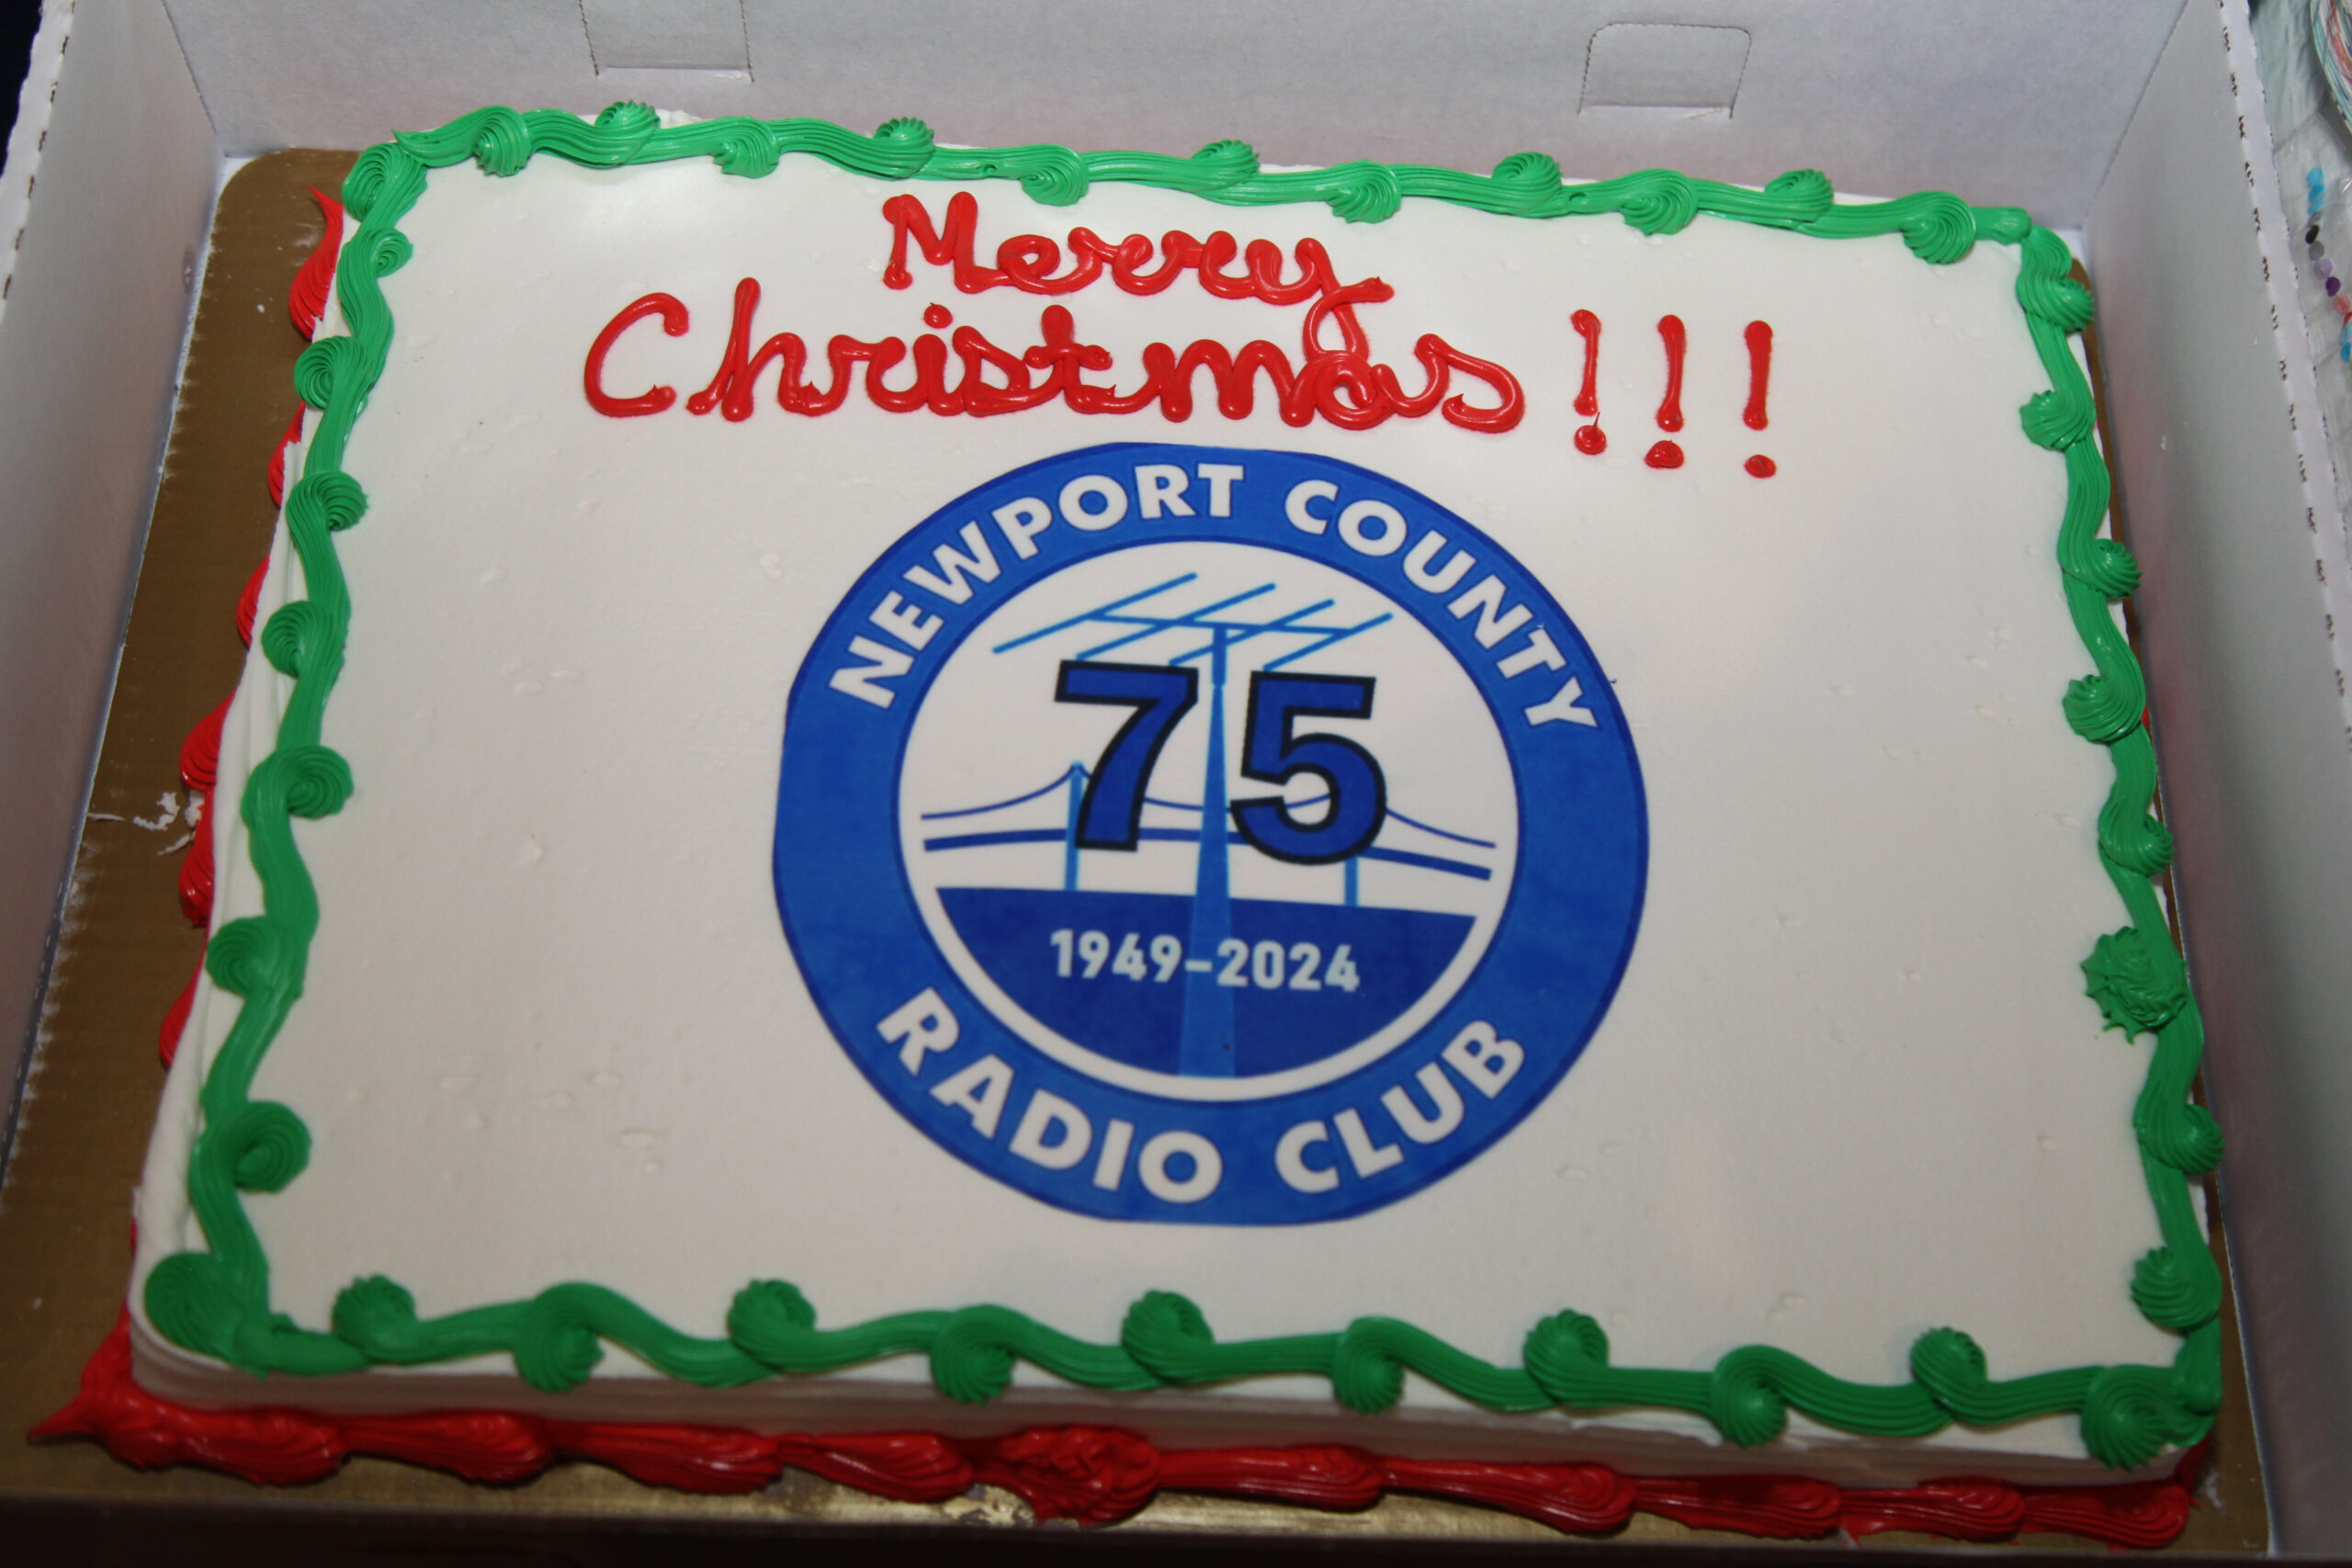 Merry
Christmas!!!
NEWPORT COUNTY
75
1949-2024
RADIO CLUB